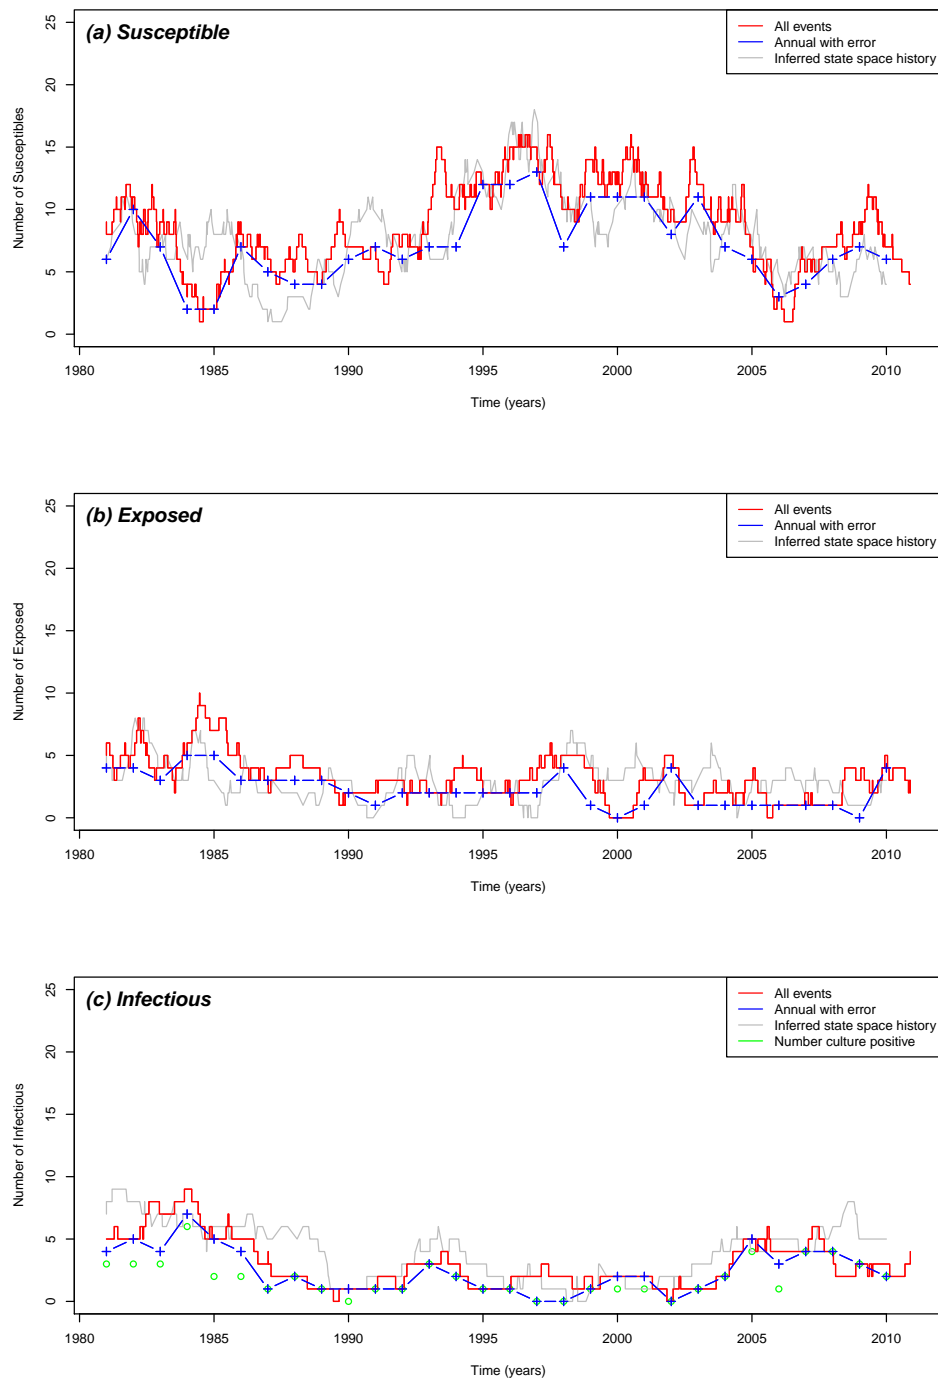 (a) Susceptible
All events
Annual with error
Inferred state space history
Number of Susceptibles
25
20
15
10
5
0
1980 1985 1990 1995 2000 2005 2010
Time (years)
(b) Exposed
All events
Annual with error
Inferred state space history
Number of Exposed
25
20
15
10
5
0
1980 1985 1990 1995 2000 2005 2010
Time (years)
(c) Infectious
All events
Annual with error
Inferred state space history
Number culture positive
Number of Infectious
25
20
15
10
5
0
1980 1985 1990 1995 2000 2005 2010
Time (years)